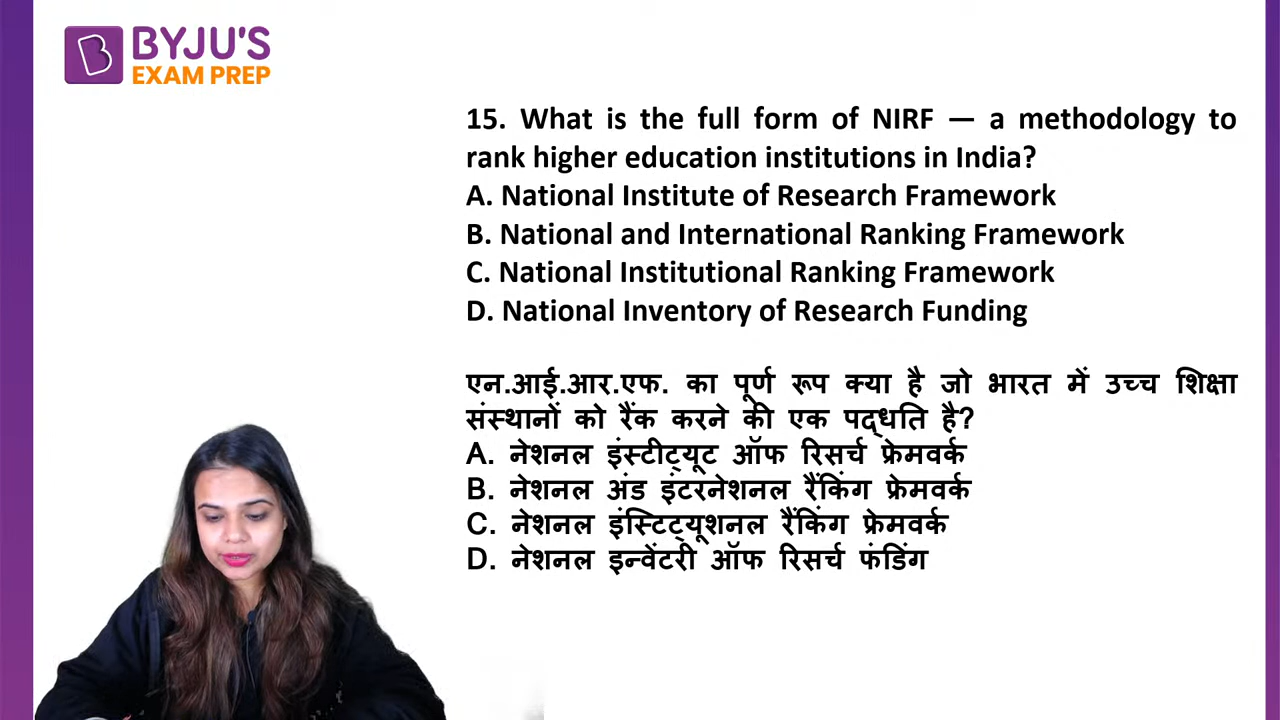 BYJU'S
EXAM PREP
15. What is the full form of NIRF — a methodology to
rank higher education institutions in India?
A. National Institute of Research Framework
B. National and International Ranking Framework
C. National Institutional Ranking Framework
D. National Inventory of Research Funding
एन.आई.आर.एफ. का पूर्ण रूप क्या है जो भारत में उच्च शिक्षा
संस्थानों को रैंक करने की एक पद्धति है?
A. नेशनल इंस्टीट्यूट ऑफ रिसर्च फ्रेमवर्क
B. नेशनल अंड इंटरनेशनल रैंकिंग फ्रेमवर्क
C. नेशनल इंस्टिट्यूशनल रैंकिंग फ्रेमवर्क
D. नेशनल इन्वेंटरी ऑफ रिसर्च फंडिंग